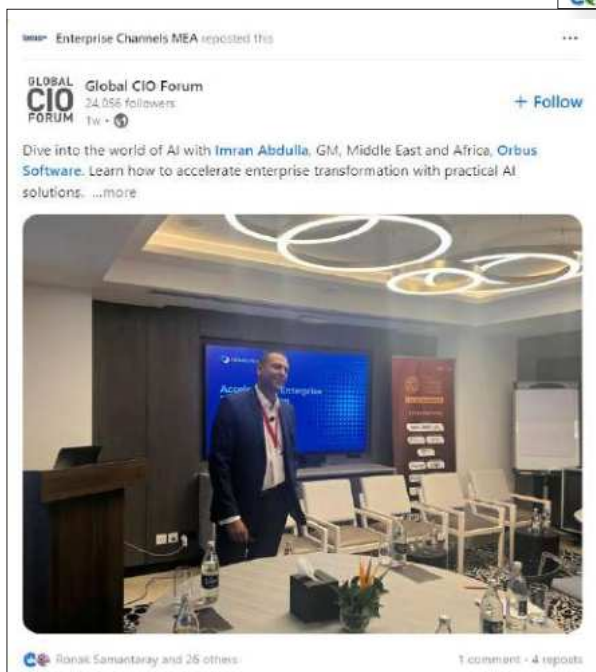 Enterprise Channels MEA reposted this
GLOBAL
CIO
FORUM
Global CIO Forum
24,056 followers
1w •
+ Follow
Dive into the world of AI with Imran Abdulla, GM, Middle East and Africa, Orbus
Software. Learn how to accelerate enterprise transformation with practical AI
solutions. ...more
Enterprise
Ronak Samantaray and 26 others
1 comment • 4 reposts